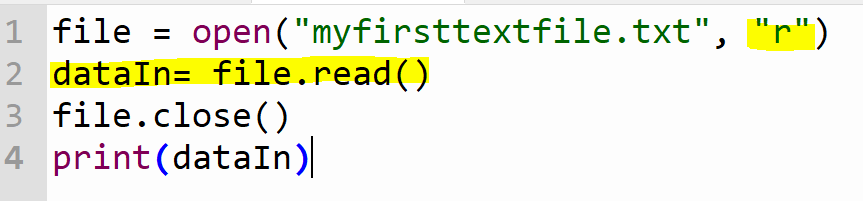 1 file = open("myfirsttextfile.txt", "r")
2 dataIn= file.read()
3 file.close()
4 print(dataIn)